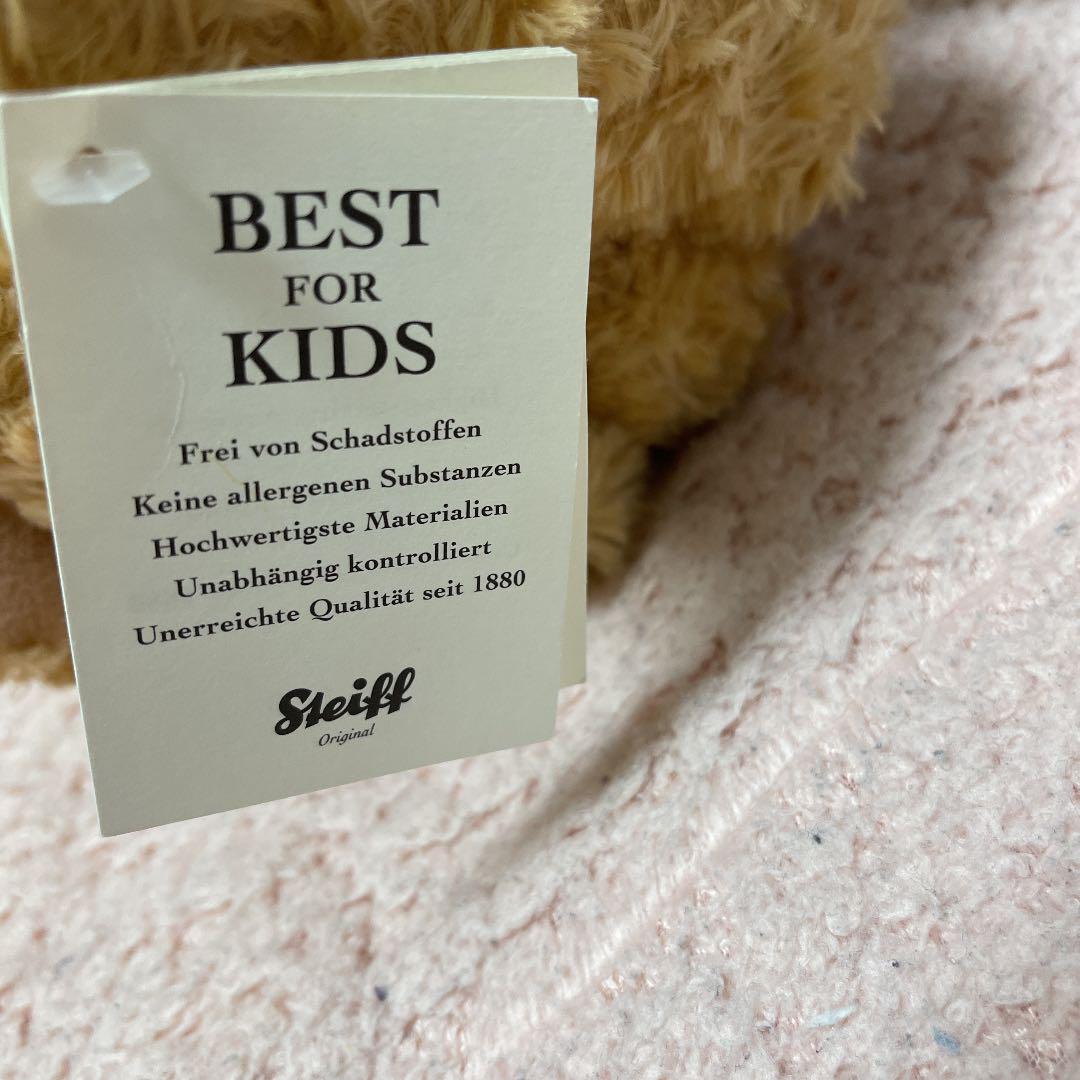 BEST
FOR
KIDS
Frei von Schadstoffen
Keine allergenen Substanzen
Hochwertigste Materialien
Unabhängig kontrolliert
Unerreichte Qualität seit 1880
Steiff
Original